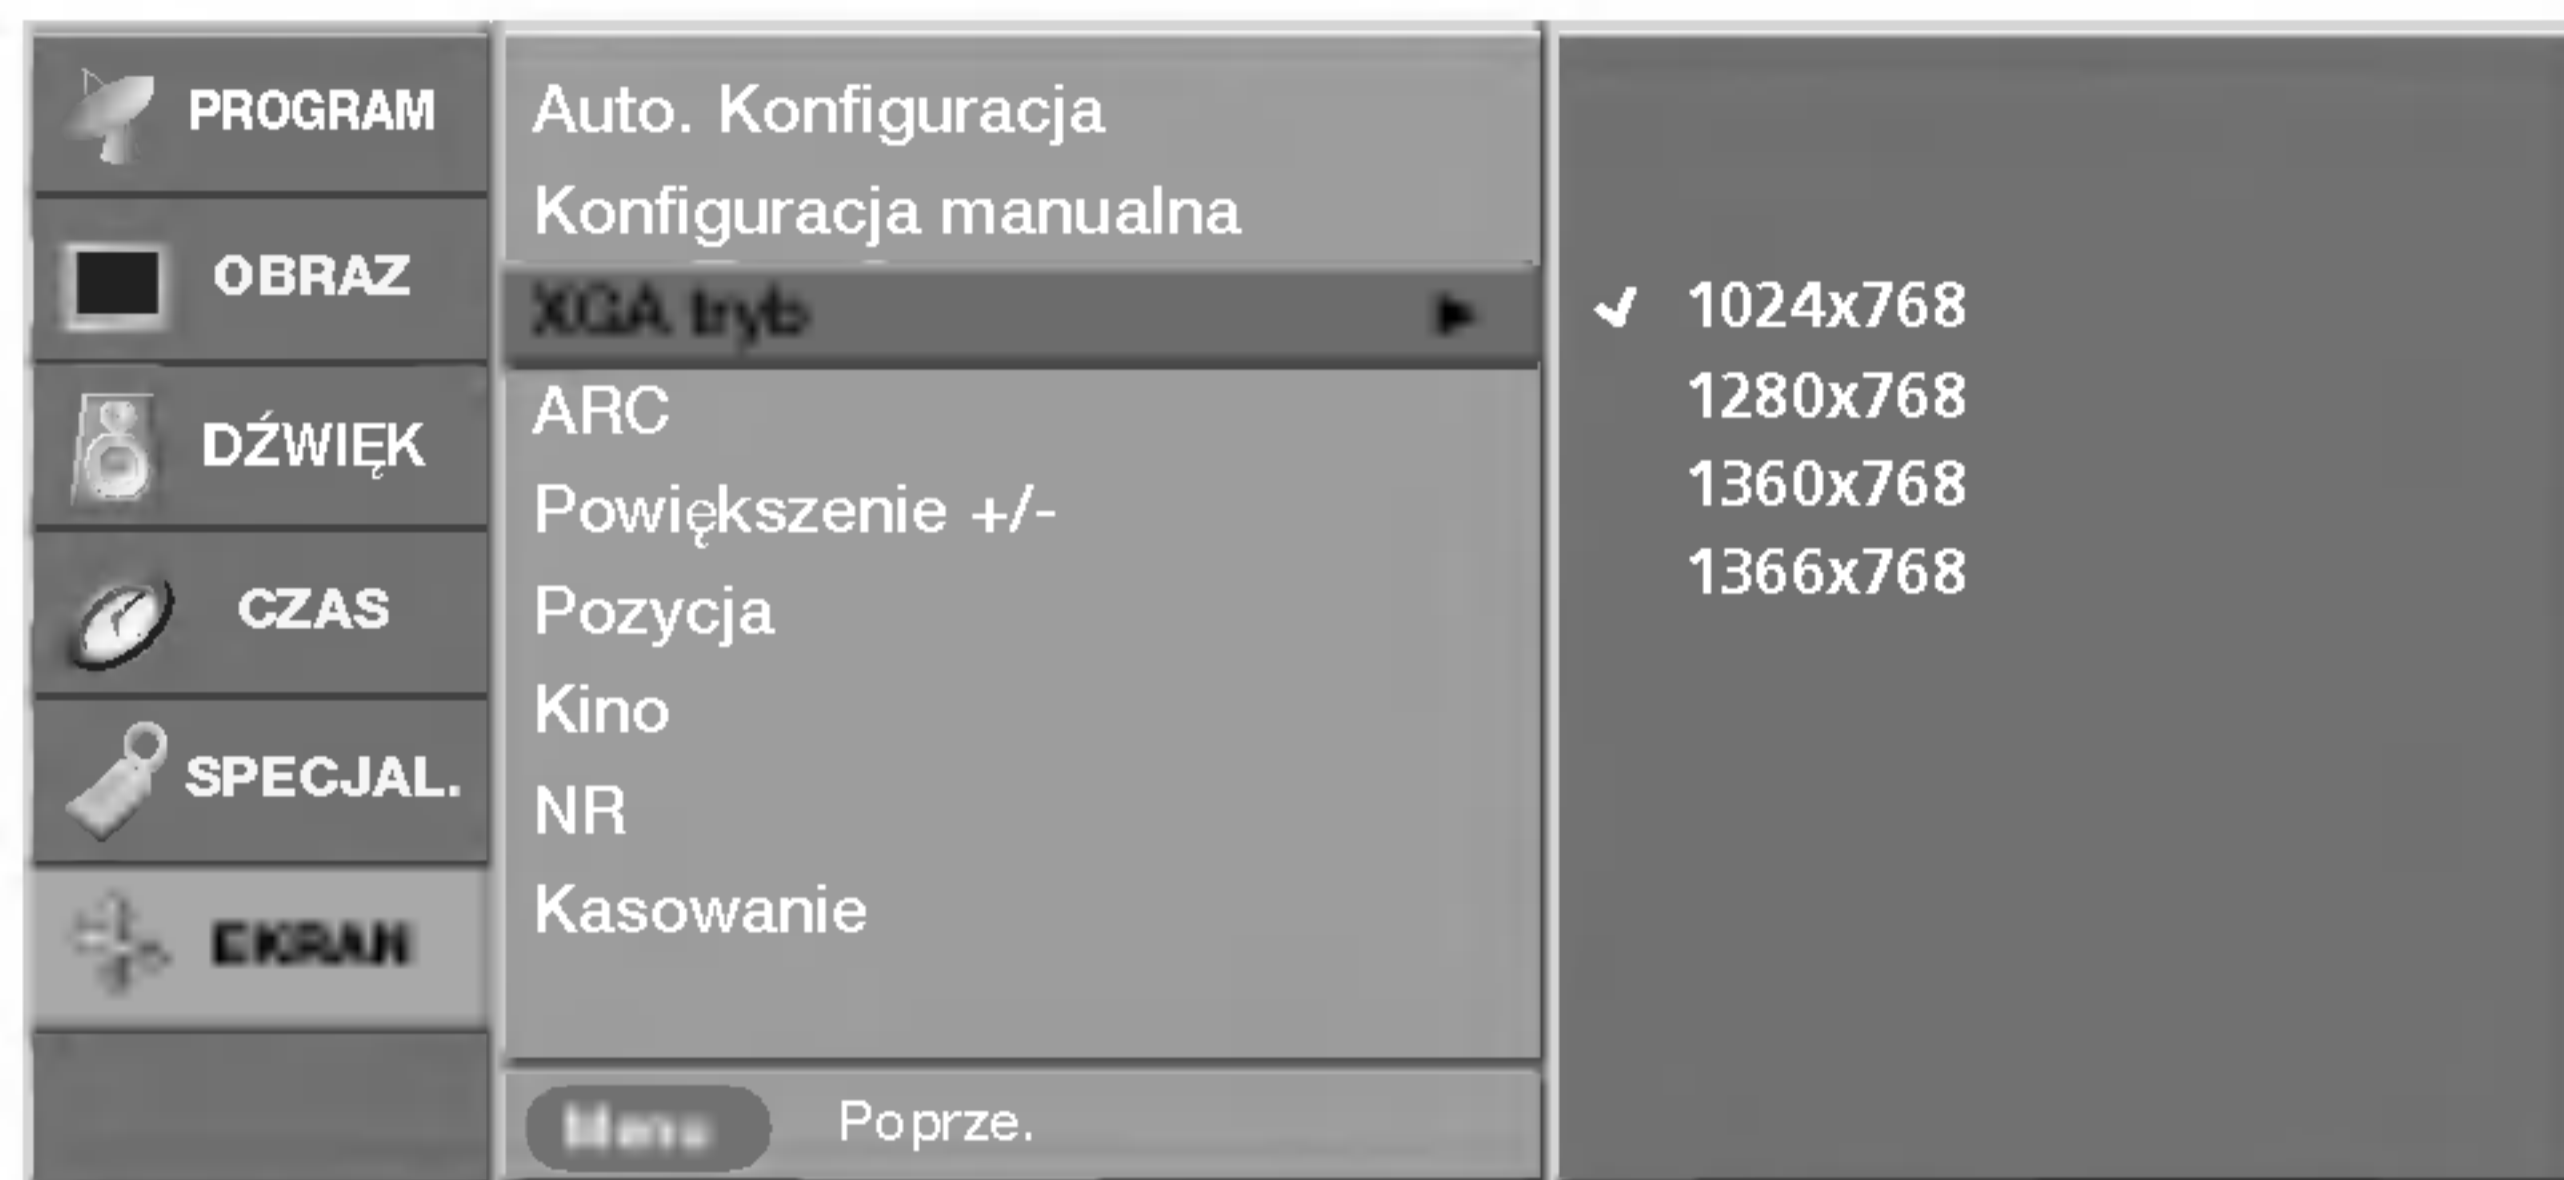 PROGRAM
OBRAZ
DŹWIĘK
CZAS
SPECJAL.
EKRAN
Auto. Konfiguracja
Konfiguracja manualna
XGA tryb
ARC
Powiększenie +/-
Pozycja
Kino
NR
Kasowanie
Menu Poprze.
1024x768
1280x768
1360x768
1366x768